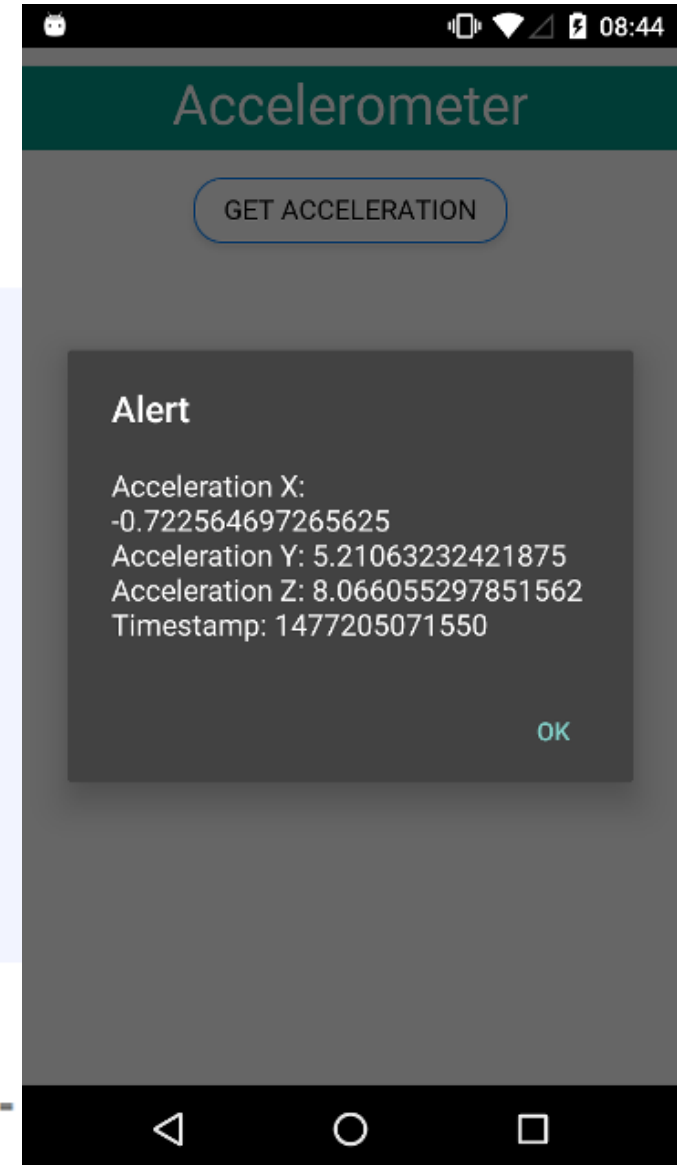 08:44
Accelerometer
GET ACCELERATION
Alert
Acceleration X:
-0.722564697265625
Acceleration Y: 5.21063232421875
Acceleration Z: 8.066055297851562
Timestamp: 1477205071550
OK